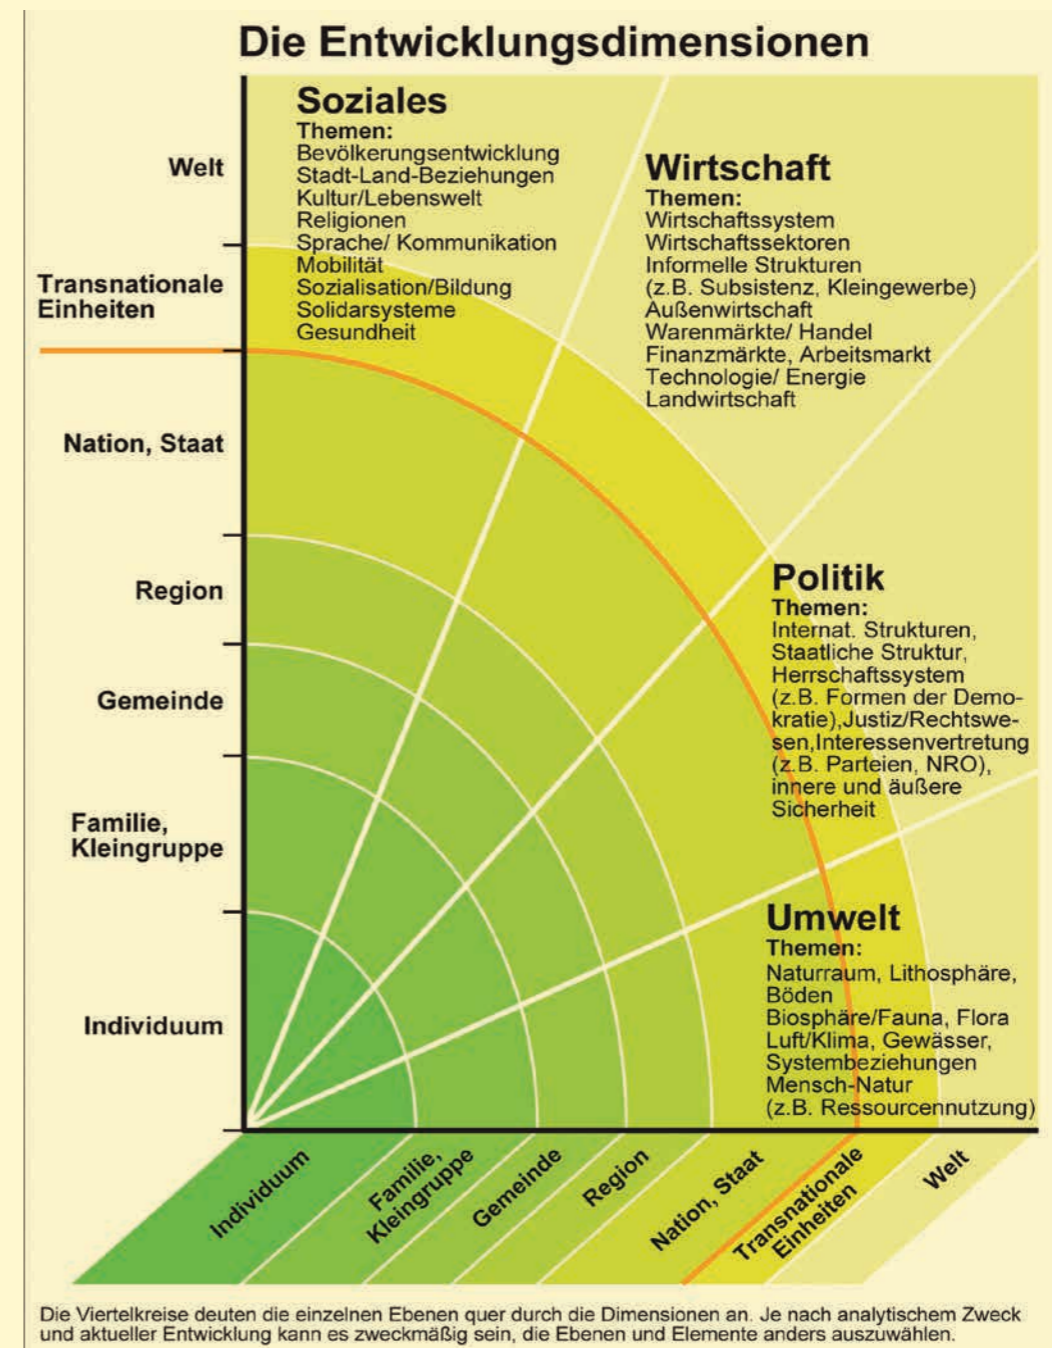 Die Entwicklungsdimensionen
Soziales
Themen:
Bevölkerungsentwicklung
Stadt-Land-Beziehungen
Kultur/Lebenswelt
Religionen
Sprache/ Kommunikation
Mobilität
Sozialisation/Bildung
Solidarsysteme
Gesundheit
Wirtschaft
Themen:
Wirtschaftssystem
Wirtschaftssektoren
Informelle Strukturen
(z.B. Subsistenz, Kleingewerbe)
Außenwirtschaft
Warenmärkte/ Handel
Finanzmärkte, Arbeitsmarkt
Technologie/ Energie
Landwirtschaft
Politik
Themen:
Internat. Strukturen,
Staatliche Struktur,
Herrschaftssystem
(z.B. Formen der Demo-
kratie),Justiz/Rechtswe-
sen,Interessenvertretung
(z.B. Parteien, NRO),
innere und äußere
Sicherheit
Umwelt
Themen:
Naturraum, Lithosphäre,
Böden
Biosphäre/Fauna, Flora
Luft/Klima, Gewässer,
Systembeziehungen
Mensch-Natur
(z.B. Ressourcennutzung)
Welt
Transnationale
Einheiten
Nation, Staat
Region
Gemeinde
Familie,
Kleingruppe
Individuum
Individuum
Familie,
Kleingruppe
Gemeinde
Region
Nation, Staat
Transnationale
Einheiten
Welt
Die Viertelkreise deuten die einzelnen Ebenen quer durch die Dimensionen an. Je nach analytischem Zweck
und aktueller Entwicklung kann es zweckmäßig sein, die Ebenen und Elemente anders auszuwählen.